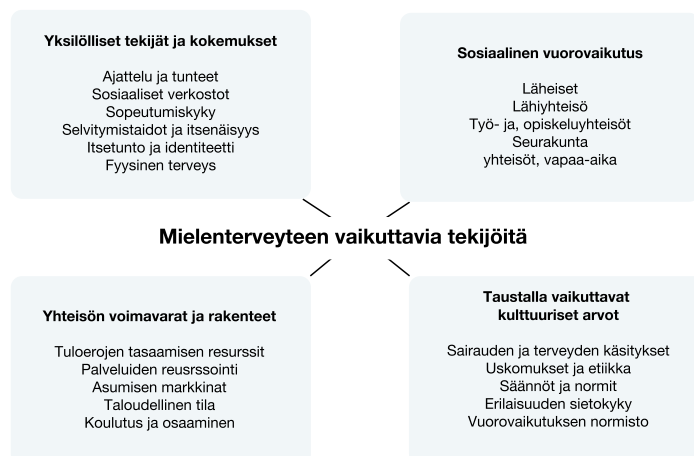 Yksilölliset tekijät ja kokemukset
Ajattelu ja tunteet
Sosiaaliset verkostot
Sopeutumiskyky
Selvitymistaidot ja itsenäisyys
Itsetunto ja identiteetti
Fyysinen terveys
Sosiaalinen vuorovaikutus
Läheiset
Lähiyhteisö
Työ- ja, opiskeluyhteisöt
Seurakunta
yhteisöt, vapaa-aika
Mielenterveyteen vaikuttavia tekijöitä
Yhteisön voimavarat ja rakenteet
Tuloerojen tasaamisen resurssit
Palveluiden reusrssointi
Asumisen markkinat
Taloudellinen tila
Koulutus ja osaaminen
Taustalla vaikuttavat
kulttuuriset arvot
Sairauden ja terveyden käsitykset
Uskomukset ja etiikka
Säännöt ja normit
Erilaisuuden sietokyky
Vuorovaikutuksen normisto